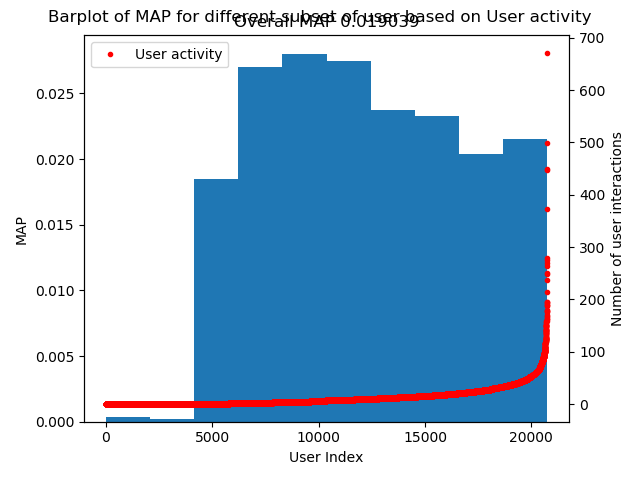 Barplot of MAP for different subset of user based on User activity
Overall MAP 0.019039
User activity
MAP
0.025
0.020
0.015
0.010
0.005
0.000
700
600
500
400
300
200
100
0
Number of user interactions
0 5000 10000 15000 20000
User Index